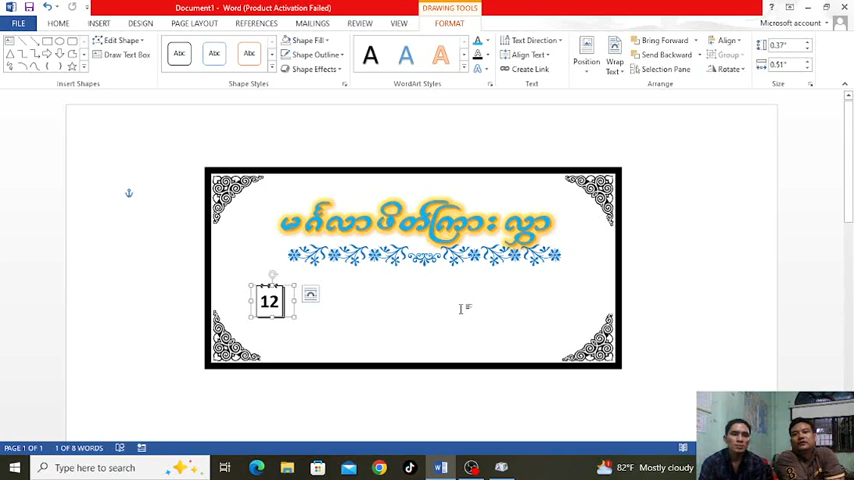 Document1 - Word (Product Activation Failed)
DRAWING TOOLS
FILE HOME INSERT DESIGN PAGE LAYOUT REFERENCES MAILINGS REVIEW VIEW FORMAT Microsoft account
Edit Shape
Draw Text Box
Insert Shapes
Abc Abc Abc
Shape Fill
Shape Outline
Shape Effects
Shape Styles
A A A
WordArt Styles
Text Direction
Align Text
Create Link
Text
Position
Wrap Text
Bring Forward
Send Backward
Selection Pane
Align
Group
Rotate
Arrange
0.37"
0.51"
Size
မင်္ဂလာဖိတ်ကြားလွှာ
12
PAGE 1 OF 1 1 OF 8 WORDS
Type here to search
82°F Mostly cloudy